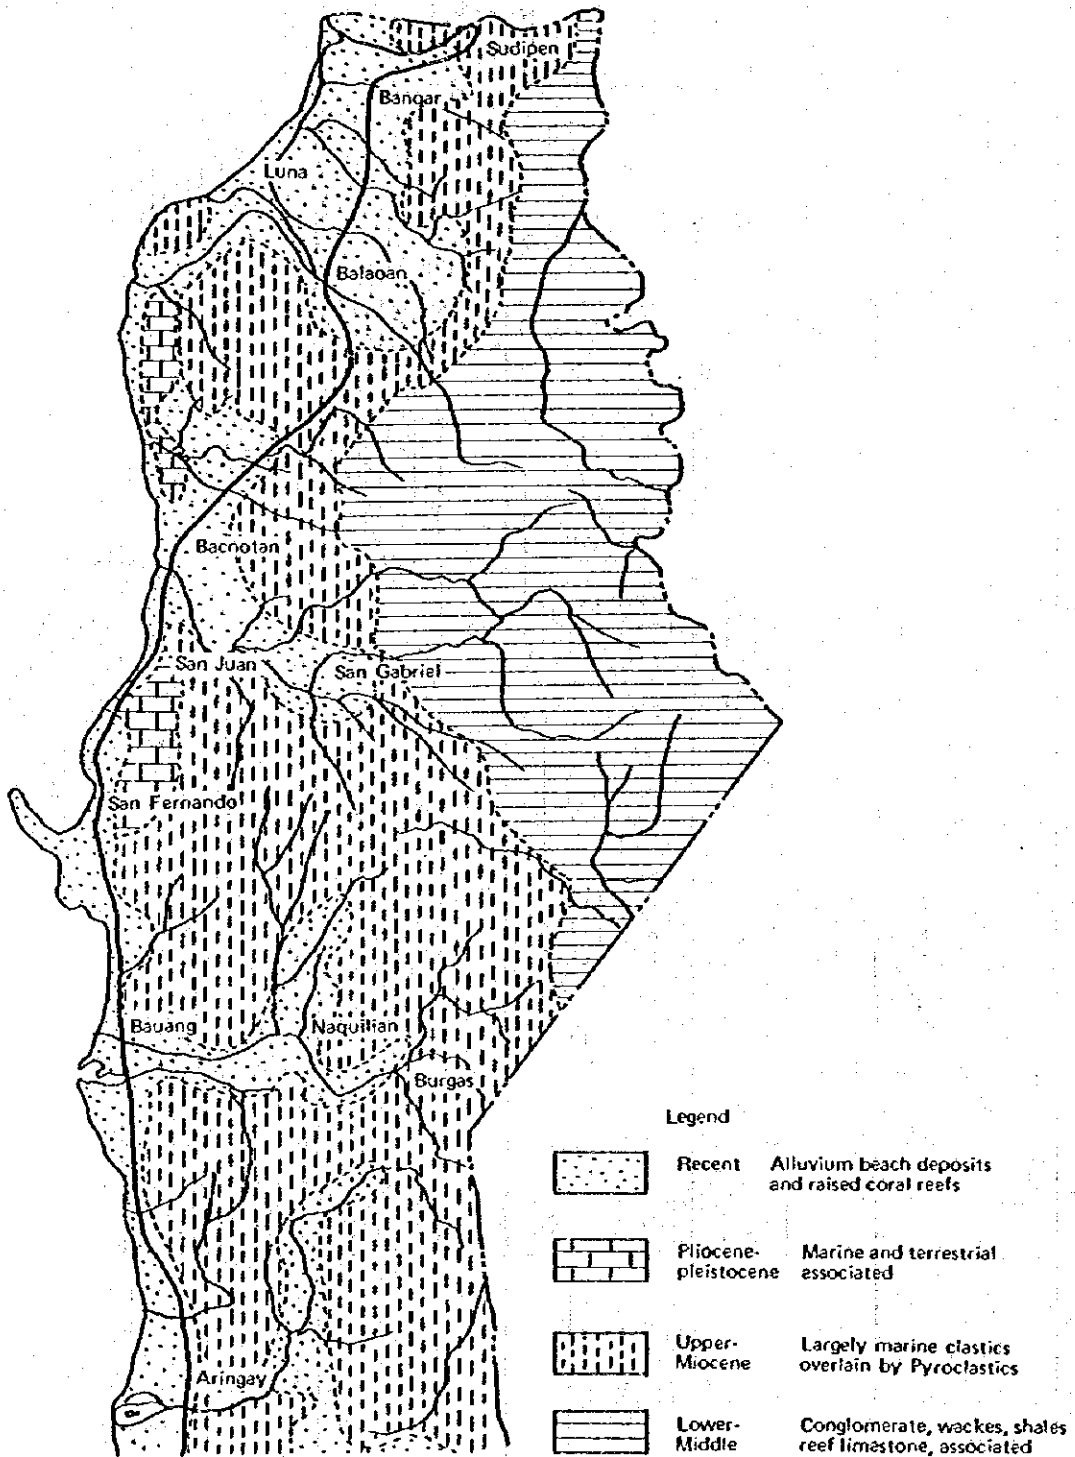 Sudipen
Bangar
Luna
Balaoan
Bacnotan
San Juan
San Gabriel
San Fernando
Bauang
Naquilian
Burgas
Aringay
Legend
Recent Alluvium beach deposits
and raised coral reefs
Pliocene- Marine and terrestrial
pleistocene associated
Upper- Largely marine clastics
Miocene overlain by Pyroclastics
Lower- Conglomerate, wackes, shales
Middle reef limestone, associated